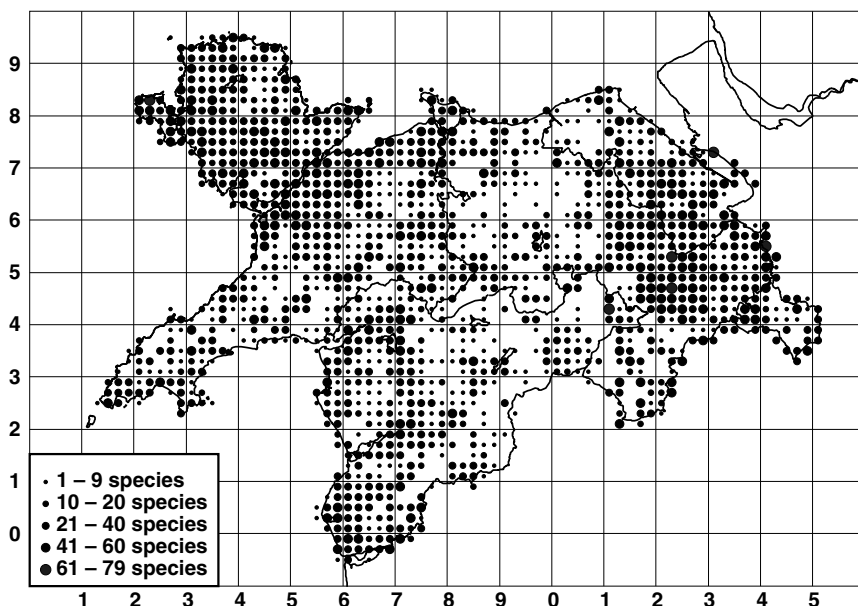 9
8
7
6
5
4
3
2
1
0
1 – 9 species
10 – 20 species
21 – 40 species
41 – 60 species
61 – 79 species
1 2 3 4 5 6 7 8 9 0 1 2 3 4 5